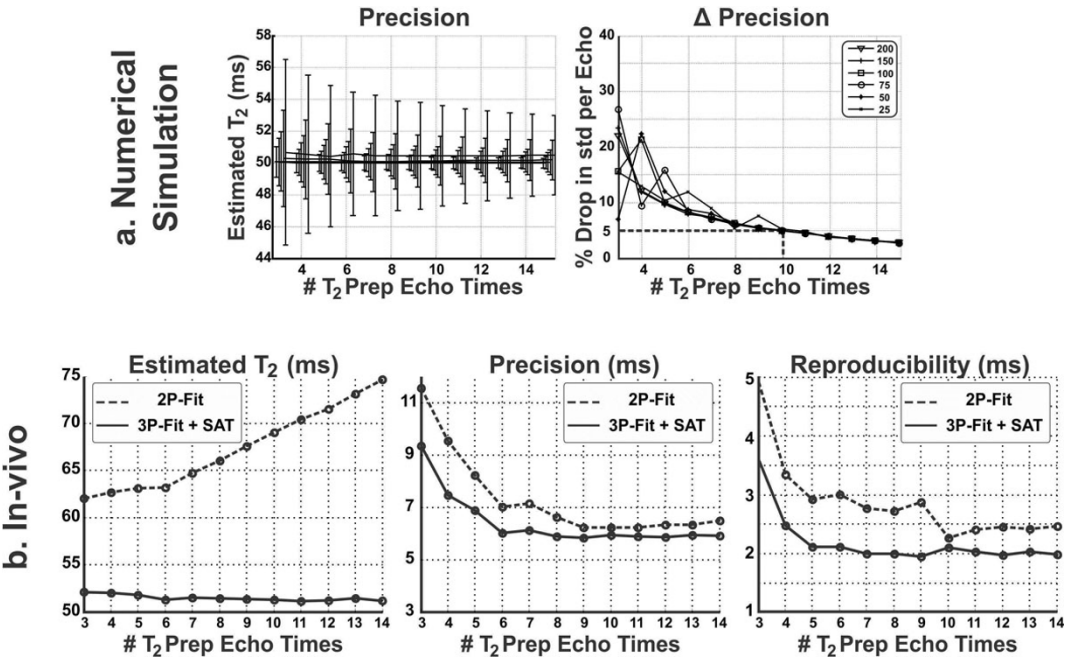 a. Numerical
Simulation
Precision
Estimated T2 (ms)
58
56
54
52
50
48
46
44
4 6 8 10 12 14
# T2 Prep Echo Times
Δ Precision
% Drop in std per Echo
40
30
20
10
5
0
4 6 8 10 12 14
# T2 Prep Echo Times
200
150
100
75
50
25
b. In-vivo
Estimated T2 (ms)
75
70
65
60
55
50
2P-Fit
3P-Fit + SAT
3 4 5 6 7 8 9 10 11 12 13 14
# T2 Prep Echo Times
Precision (ms)
11
9
7
5
3
2P-Fit
3P-Fit + SAT
3 4 5 6 7 8 9 10 11 12 13 14
# T2 Prep Echo Times
Reproducibility (ms)
5
4
3
2
1
2P-Fit
3P-Fit + SAT
3 4 5 6 7 8 9 10 11 12 13 14
# T2 Prep Echo Times